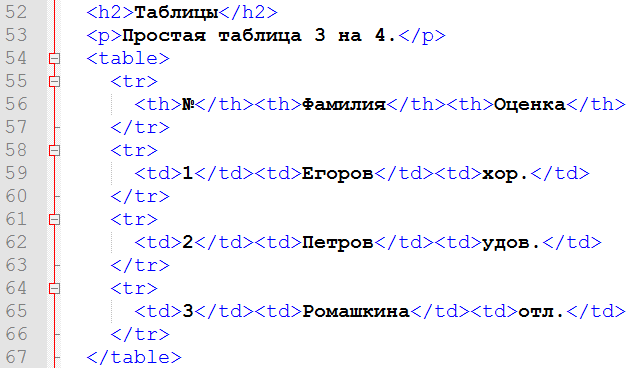 52 <h2>Таблицы</h2>
53 <p>Простая таблица 3 на 4.</p>
54 <table>
55 <tr>
56 <th>№</th><th>Фамилия</th><th>Оценка</th>
57 </tr>
58 <tr>
59 <td>1</td><td>Егоров</td><td>хор.</td>
60 </tr>
61 <tr>
62 <td>2</td><td>Петров</td><td>удов.</td>
63 </tr>
64 <tr>
65 <td>3</td><td>Ромашкина</td><td>отл.</td>
66 </tr>
67 </table>